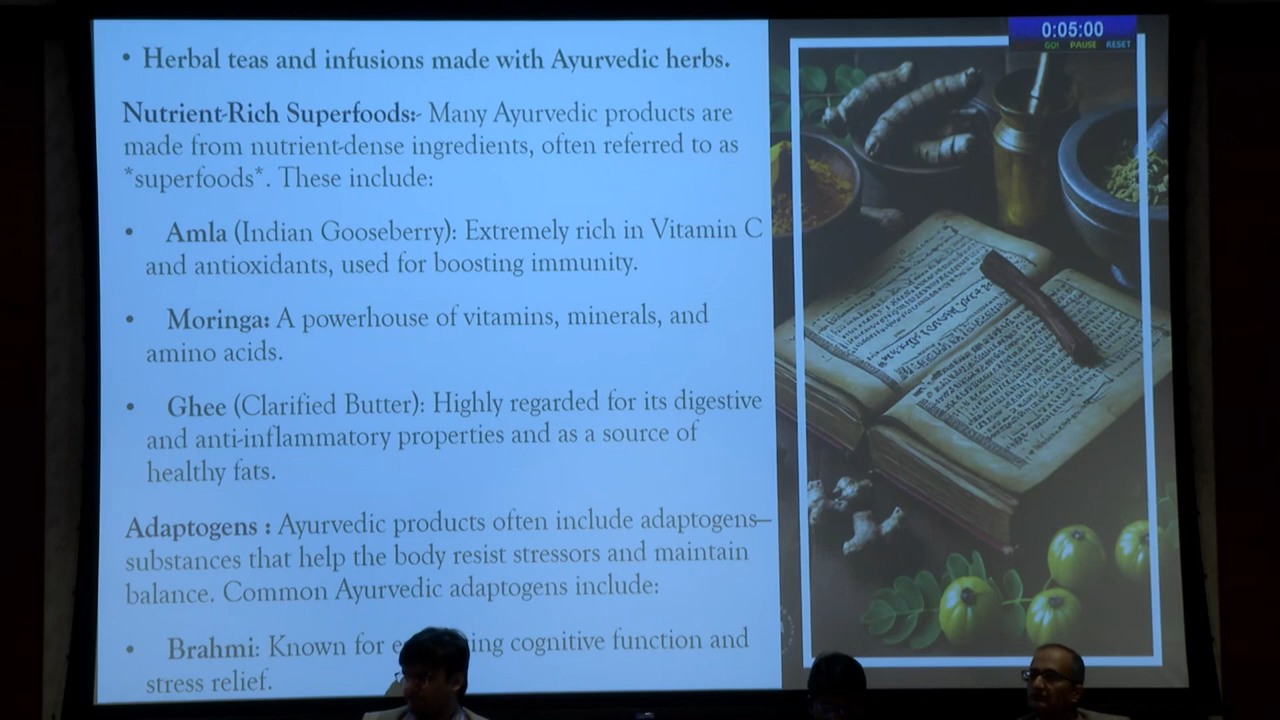 • Herbal teas and infusions made with Ayurvedic herbs.
Nutrient-Rich Superfoods:- Many Ayurvedic products are
made from nutrient-dense ingredients, often referred to as
*superfoods*. These include:
• Amla (Indian Gooseberry): Extremely rich in Vitamin C
and antioxidants, used for boosting immunity.
• Moringa: A powerhouse of vitamins, minerals, and
amino acids.
• Ghee (Clarified Butter): Highly regarded for its digestive
and anti-inflammatory properties and as a source of
healthy fats.
Adaptogens : Ayurvedic products often include adaptogens—
substances that help the body resist stressors and maintain
balance. Common Ayurvedic adaptogens include:
• Brahmi: Known for cognitive function and
stress relief.
0:05:00
GO! PAUSE RESET